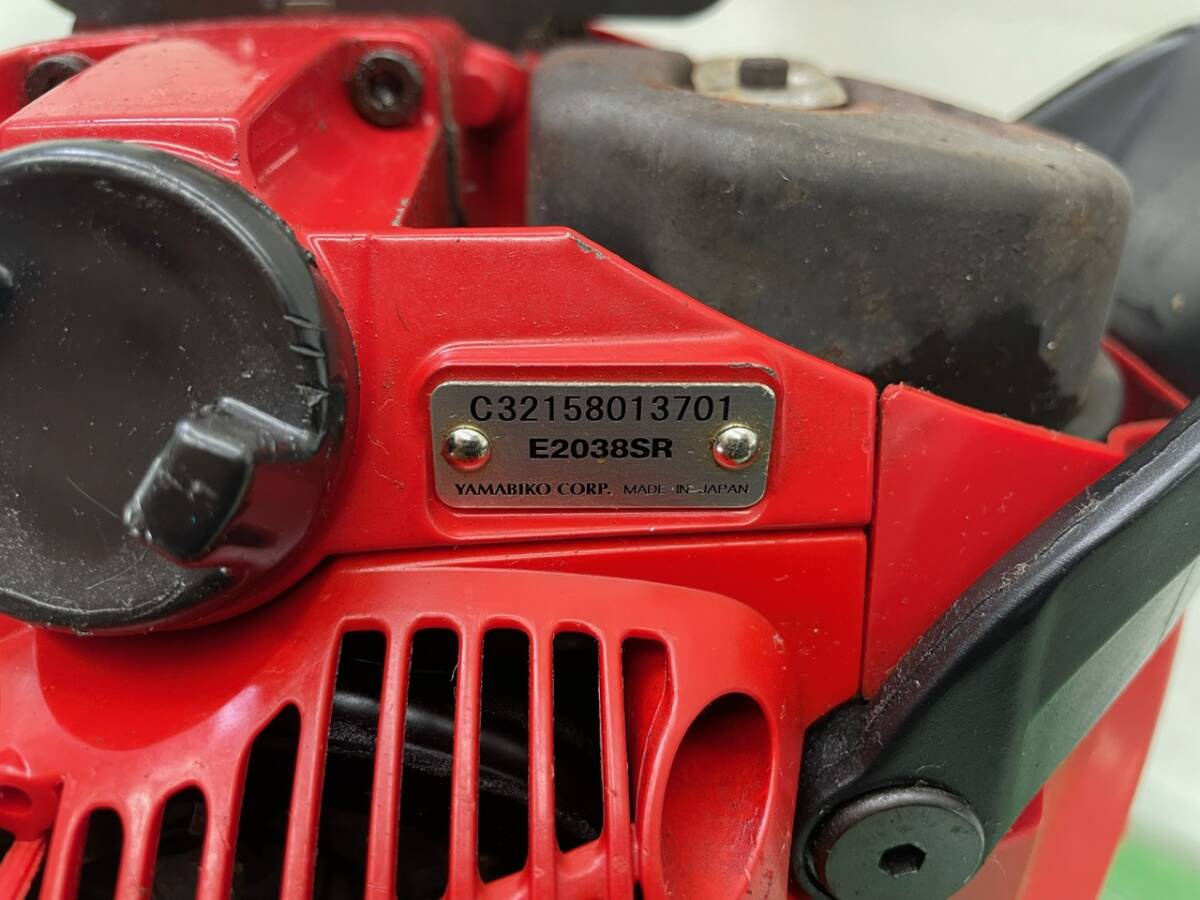 C32158013701
E2038SR
YAMABIKO CORP. MADE IN JAPAN